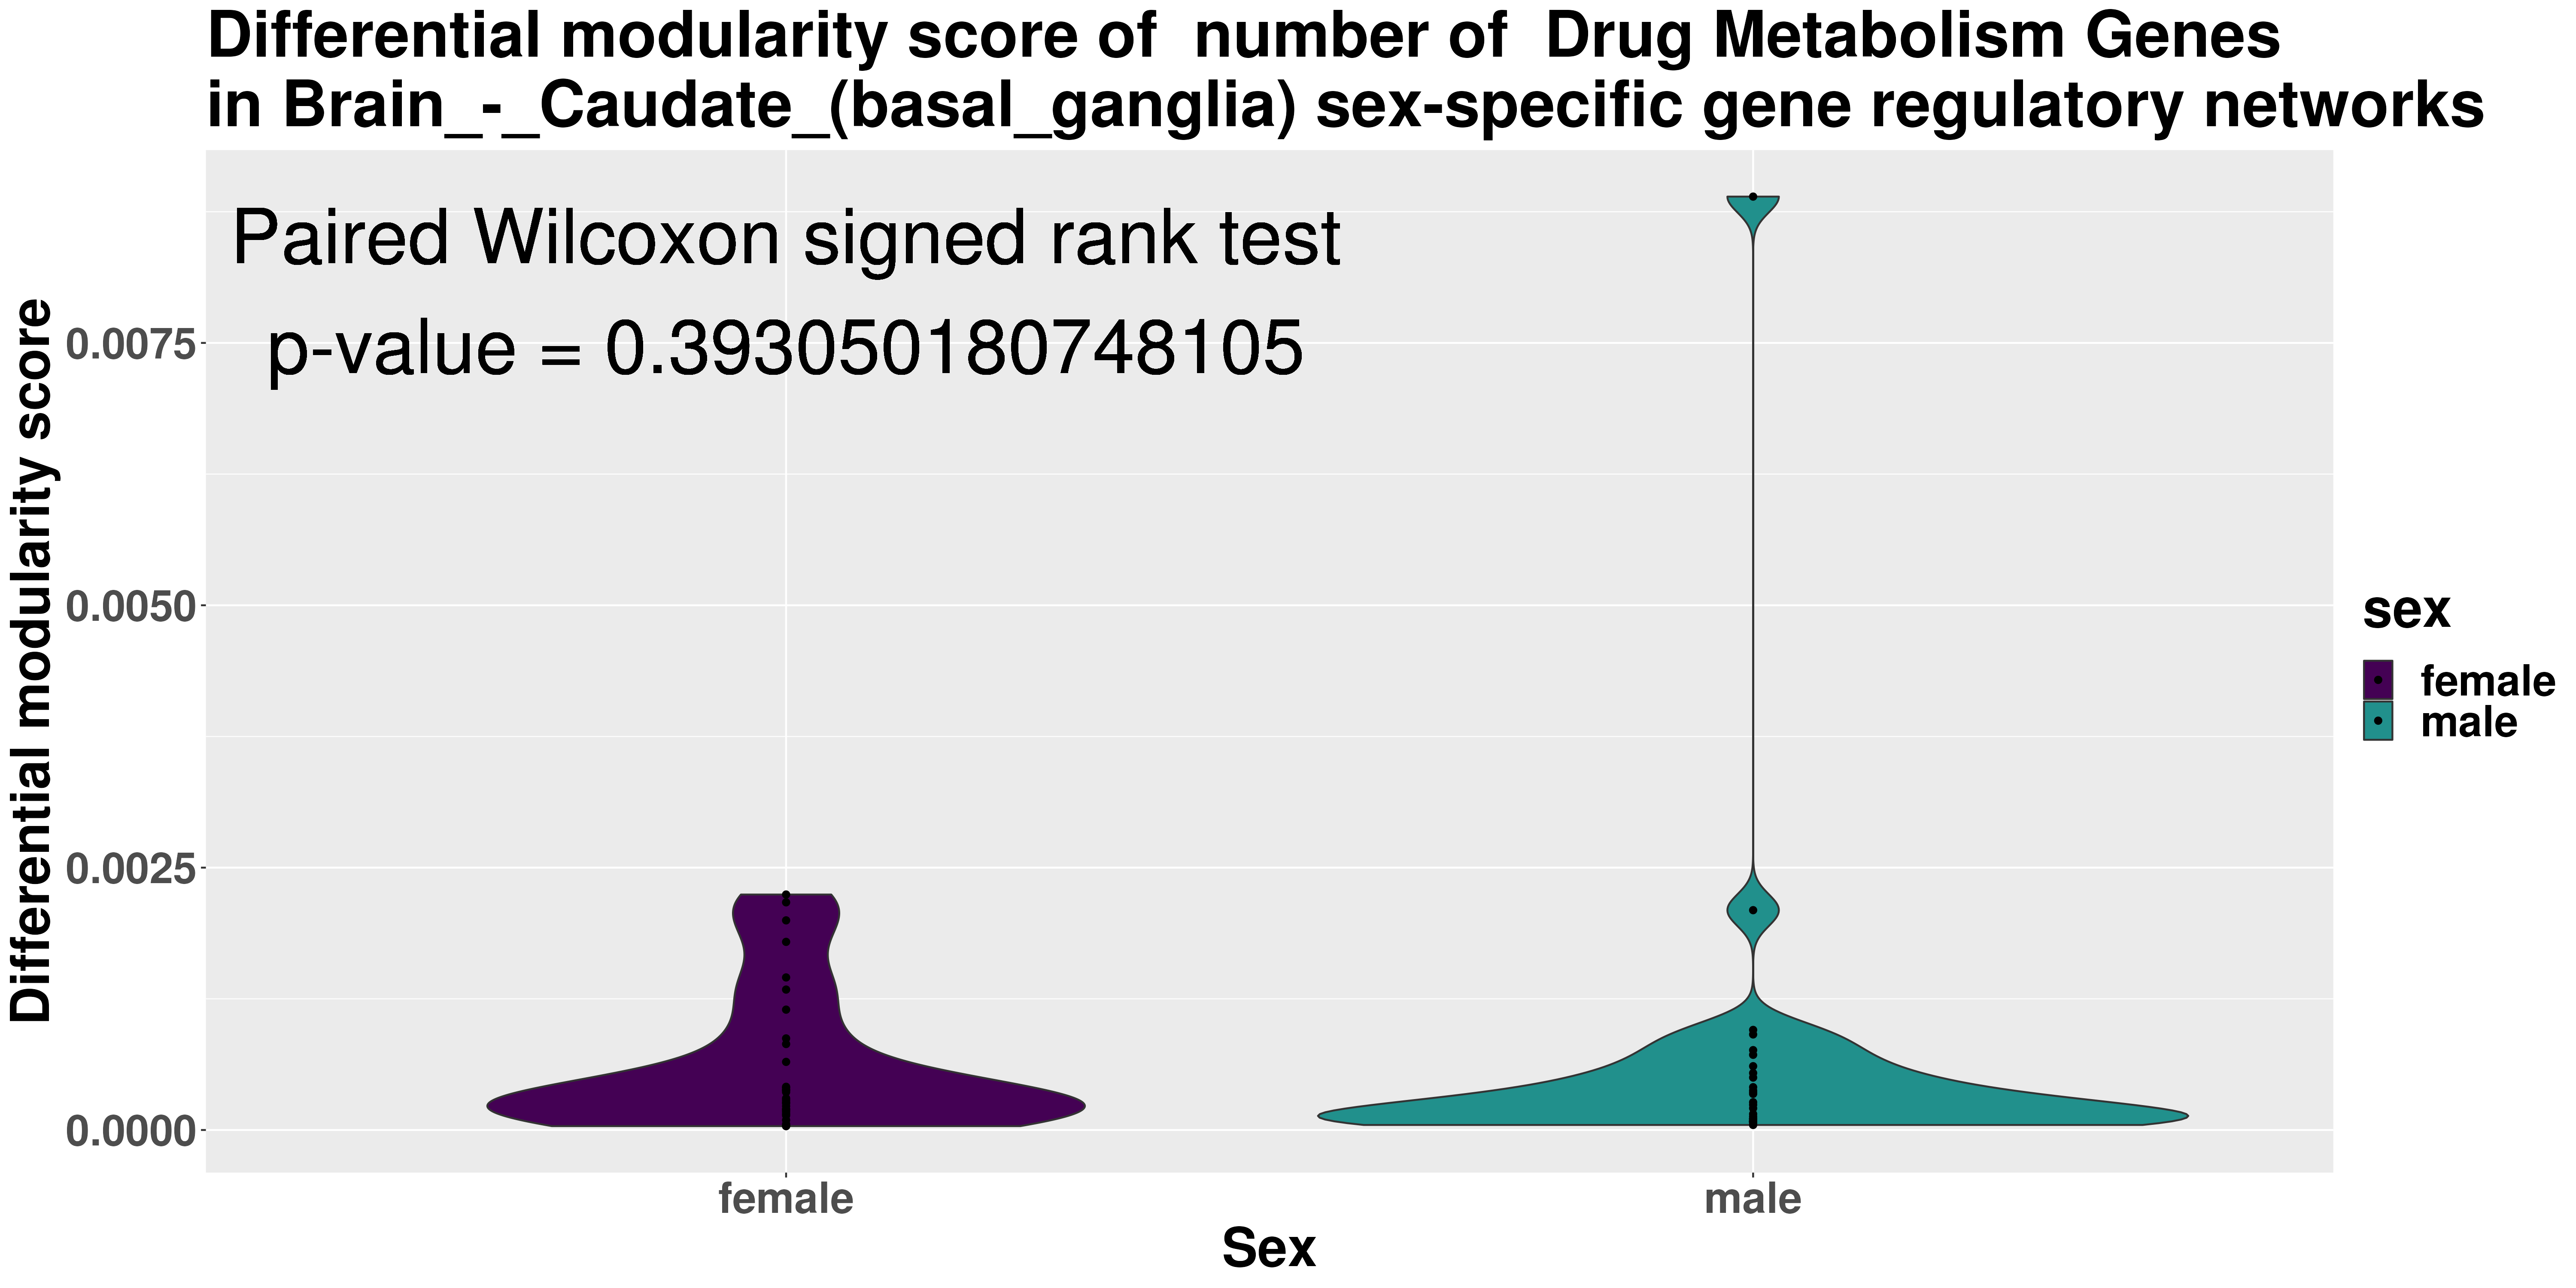 Differential modularity score of  number of  Drug Metabolism Genes
in Brain_-_Caudate_(basal_ganglia) sex-specific gene regulatory networks
Paired Wilcoxon signed rank test
p-value = 0.393050180748105
Differential modularity score
0.0075
0.0050
0.0025
0.0000
female
male
Sex
sex
female
male